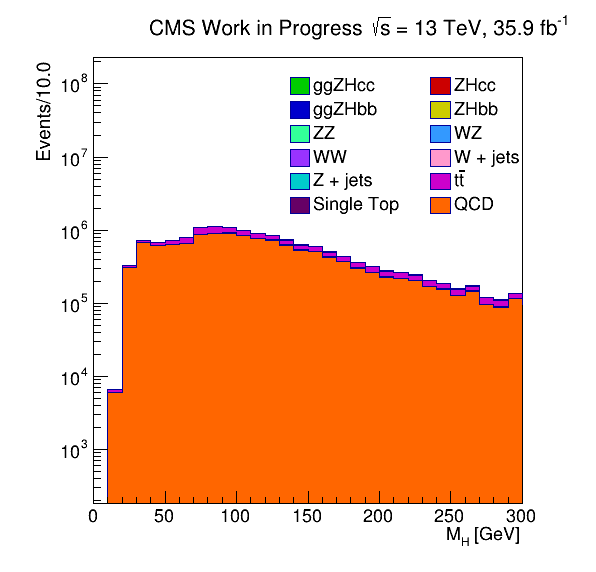 CMS Work in Progress √s = 13 TeV, 35.9 fb⁻¹
Events/10.0
10⁸
10⁷
10⁶
10⁵
10⁴
10³
ggZHcc ZHcc
ggZHbb ZHbb
ZZ WZ
WW W + jets
Z + jets tt̄
Single Top QCD
0 50 100 150 200 250 300
M_H [GeV]